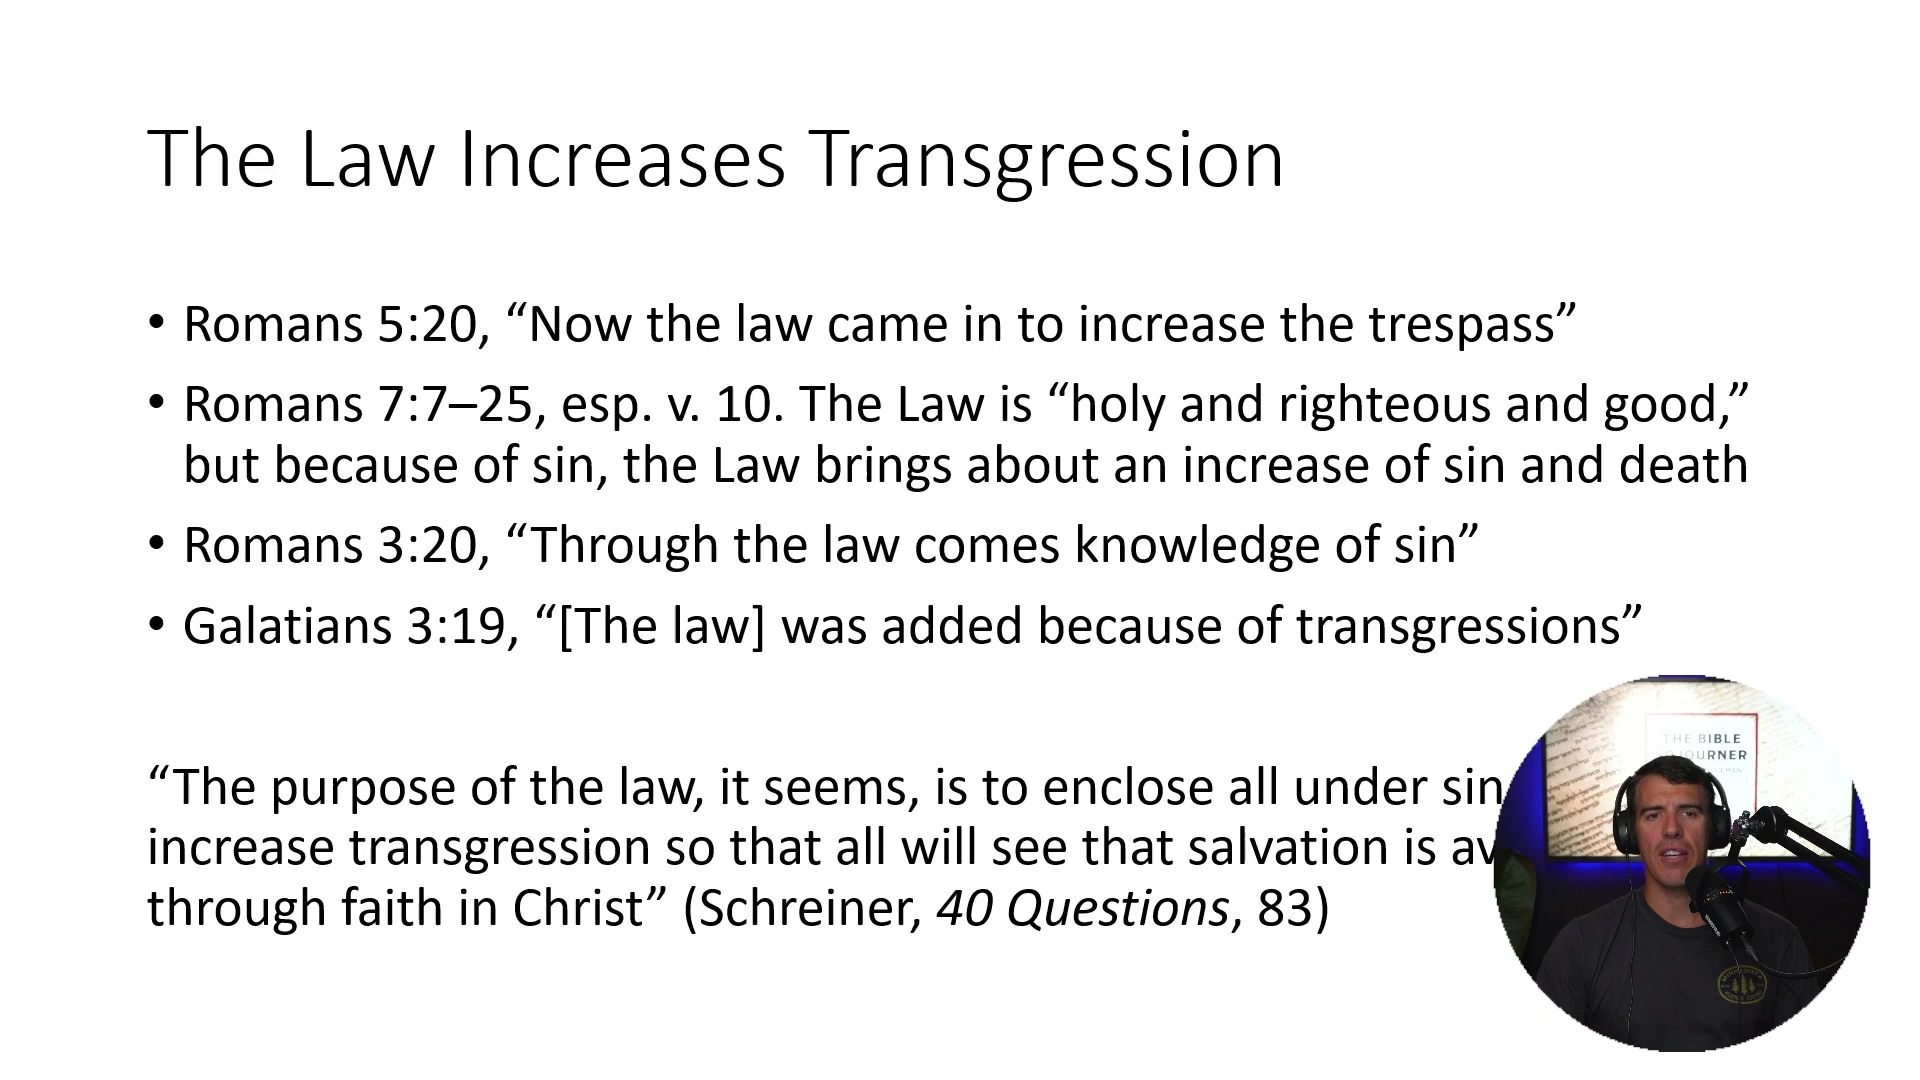 The Law Increases Transgression
• Romans 5:20, “Now the law came in to increase the trespass”
• Romans 7:7–25, esp. v. 10. The Law is “holy and righteous and good,”
but because of sin, the Law brings about an increase of sin and death
• Romans 3:20, “Through the law comes knowledge of sin”
• Galatians 3:19, “[The law] was added because of transgressions”
“The purpose of the law, it seems, is to enclose all under sin
increase transgression so that all will see that salvation is
through faith in Christ” (Schreiner, 40 Questions, 83)
THE BIBLE
MINNESOTA